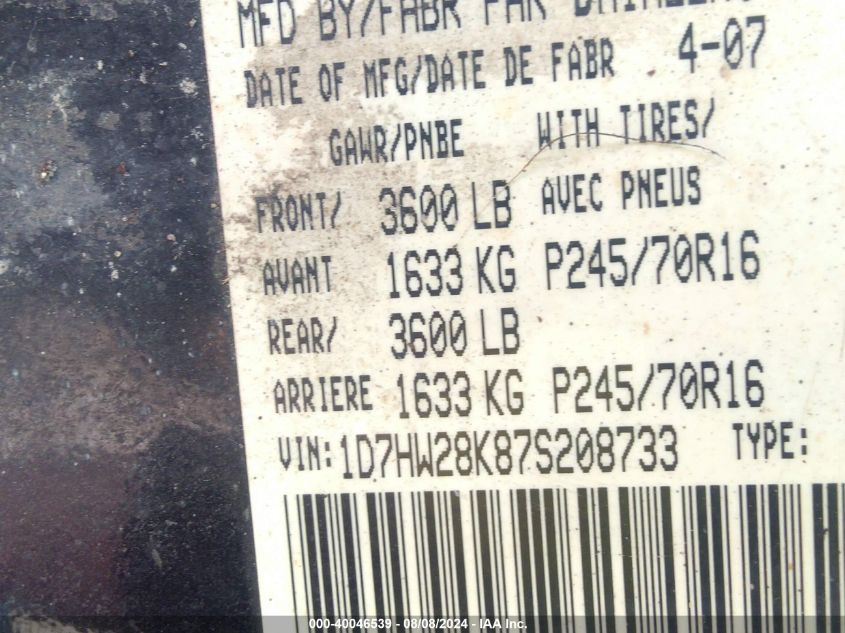 MFD BY/FABR PAR
DATE OF MFG/DATE DE FABR 4-07
GAWR/PNBE WITH TIRES/
FRONT/ 3600 LB AVEC PNEUS
AVANT 1633 KG P245/70R16
REAR/ 3600 LB
ARRIERE 1633 KG P245/70R16
VIN: 1D7HW28K87S208733 TYPE:
000-40046539 - 08/08/2024 - IAA Inc.